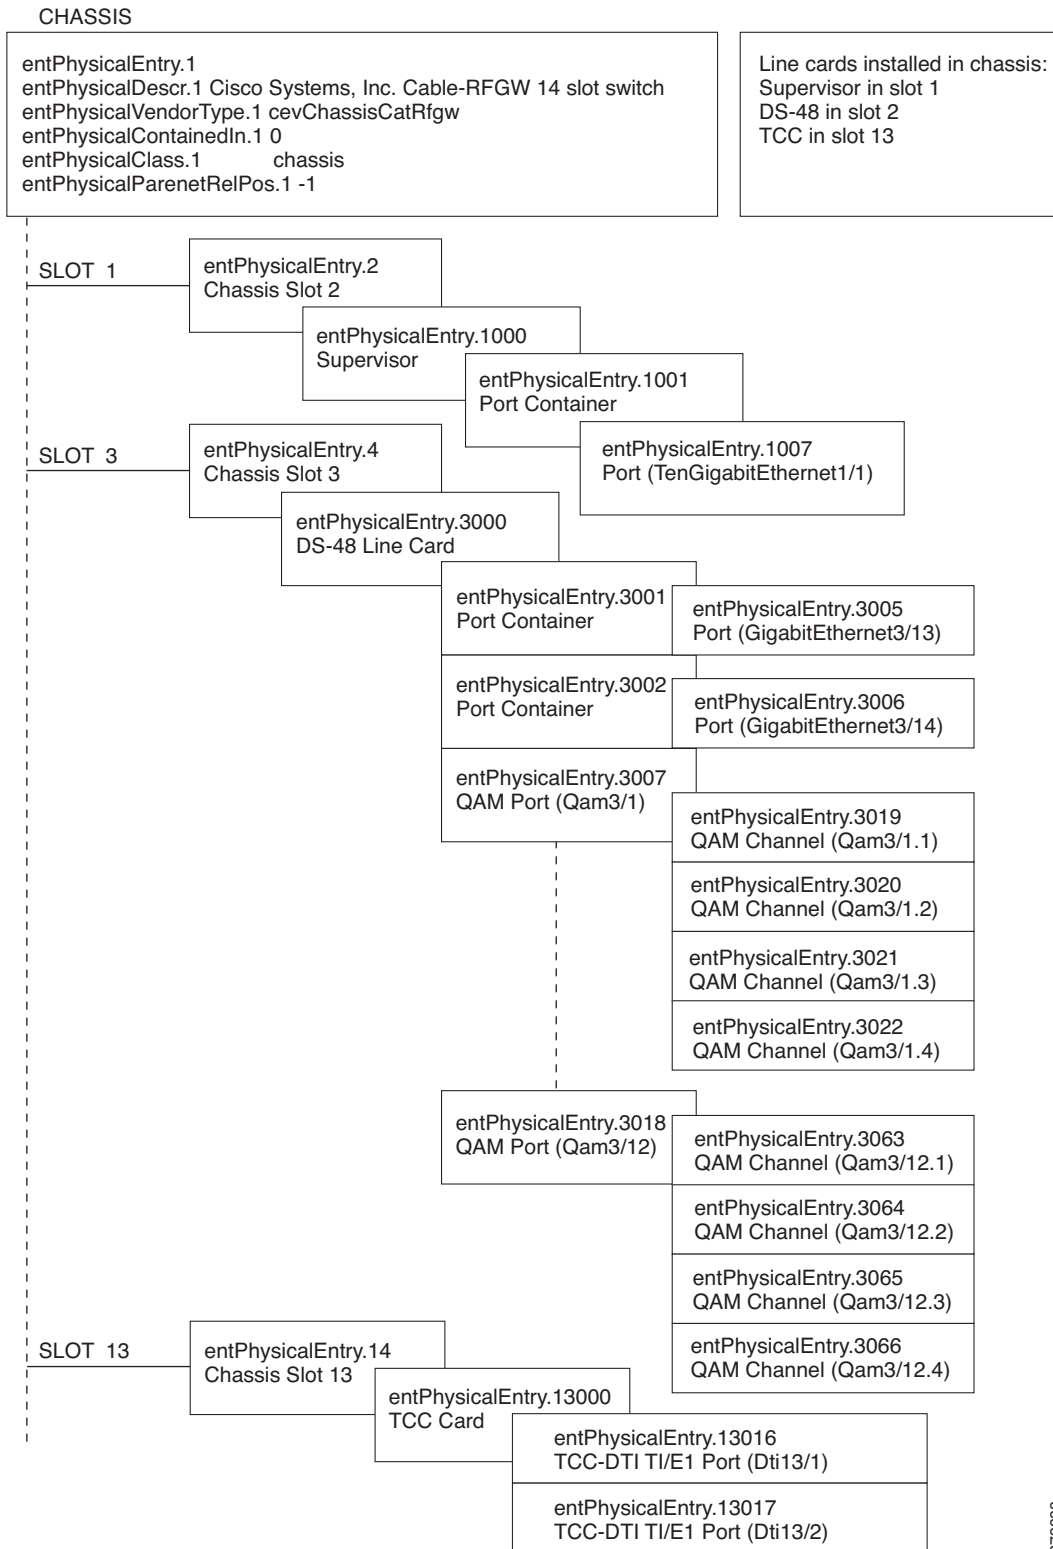 CHASSIS
entPhysicalEntry.1
entPhysicalDescr.1 Cisco Systems, Inc. Cable-RFGW 14 slot switch
entPhysicalVendorType.1 cevChassisCatRfgw
entPhysicalContainedIn.1 0
entPhysicalClass.1 chassis
entPhysicalParenetRelPos.1 -1
Line cards installed in chassis:
Supervisor in slot 1
DS-48 in slot 2
TCC in slot 13
SLOT 1
entPhysicalEntry.2
Chassis Slot 2
entPhysicalEntry.1000
Supervisor
entPhysicalEntry.1001
Port Container
entPhysicalEntry.1007
Port (TenGigabitEthernet1/1)
SLOT 3
entPhysicalEntry.4
Chassis Slot 3
entPhysicalEntry.3000
DS-48 Line Card
entPhysicalEntry.3001
Port Container
entPhysicalEntry.3005
Port (GigabitEthernet3/13)
entPhysicalEntry.3002
Port Container
entPhysicalEntry.3006
Port (GigabitEthernet3/14)
entPhysicalEntry.3007
QAM Port (Qam3/1)
entPhysicalEntry.3019
QAM Channel (Qam3/1.1)
entPhysicalEntry.3020
QAM Channel (Qam3/1.2)
entPhysicalEntry.3021
QAM Channel (Qam3/1.3)
entPhysicalEntry.3022
QAM Channel (Qam3/1.4)
entPhysicalEntry.3018
QAM Port (Qam3/12)
entPhysicalEntry.3063
QAM Channel (Qam3/12.1)
entPhysicalEntry.3064
QAM Channel (Qam3/12.2)
entPhysicalEntry.3065
QAM Channel (Qam3/12.3)
entPhysicalEntry.3066
QAM Channel (Qam3/12.4)
SLOT 13
entPhysicalEntry.14
Chassis Slot 13
entPhysicalEntry.13000
TCC Card
entPhysicalEntry.13016
TCC-DTI TI/E1 Port (Dti13/1)
entPhysicalEntry.13017
TCC-DTI TI/E1 Port (Dti13/2)